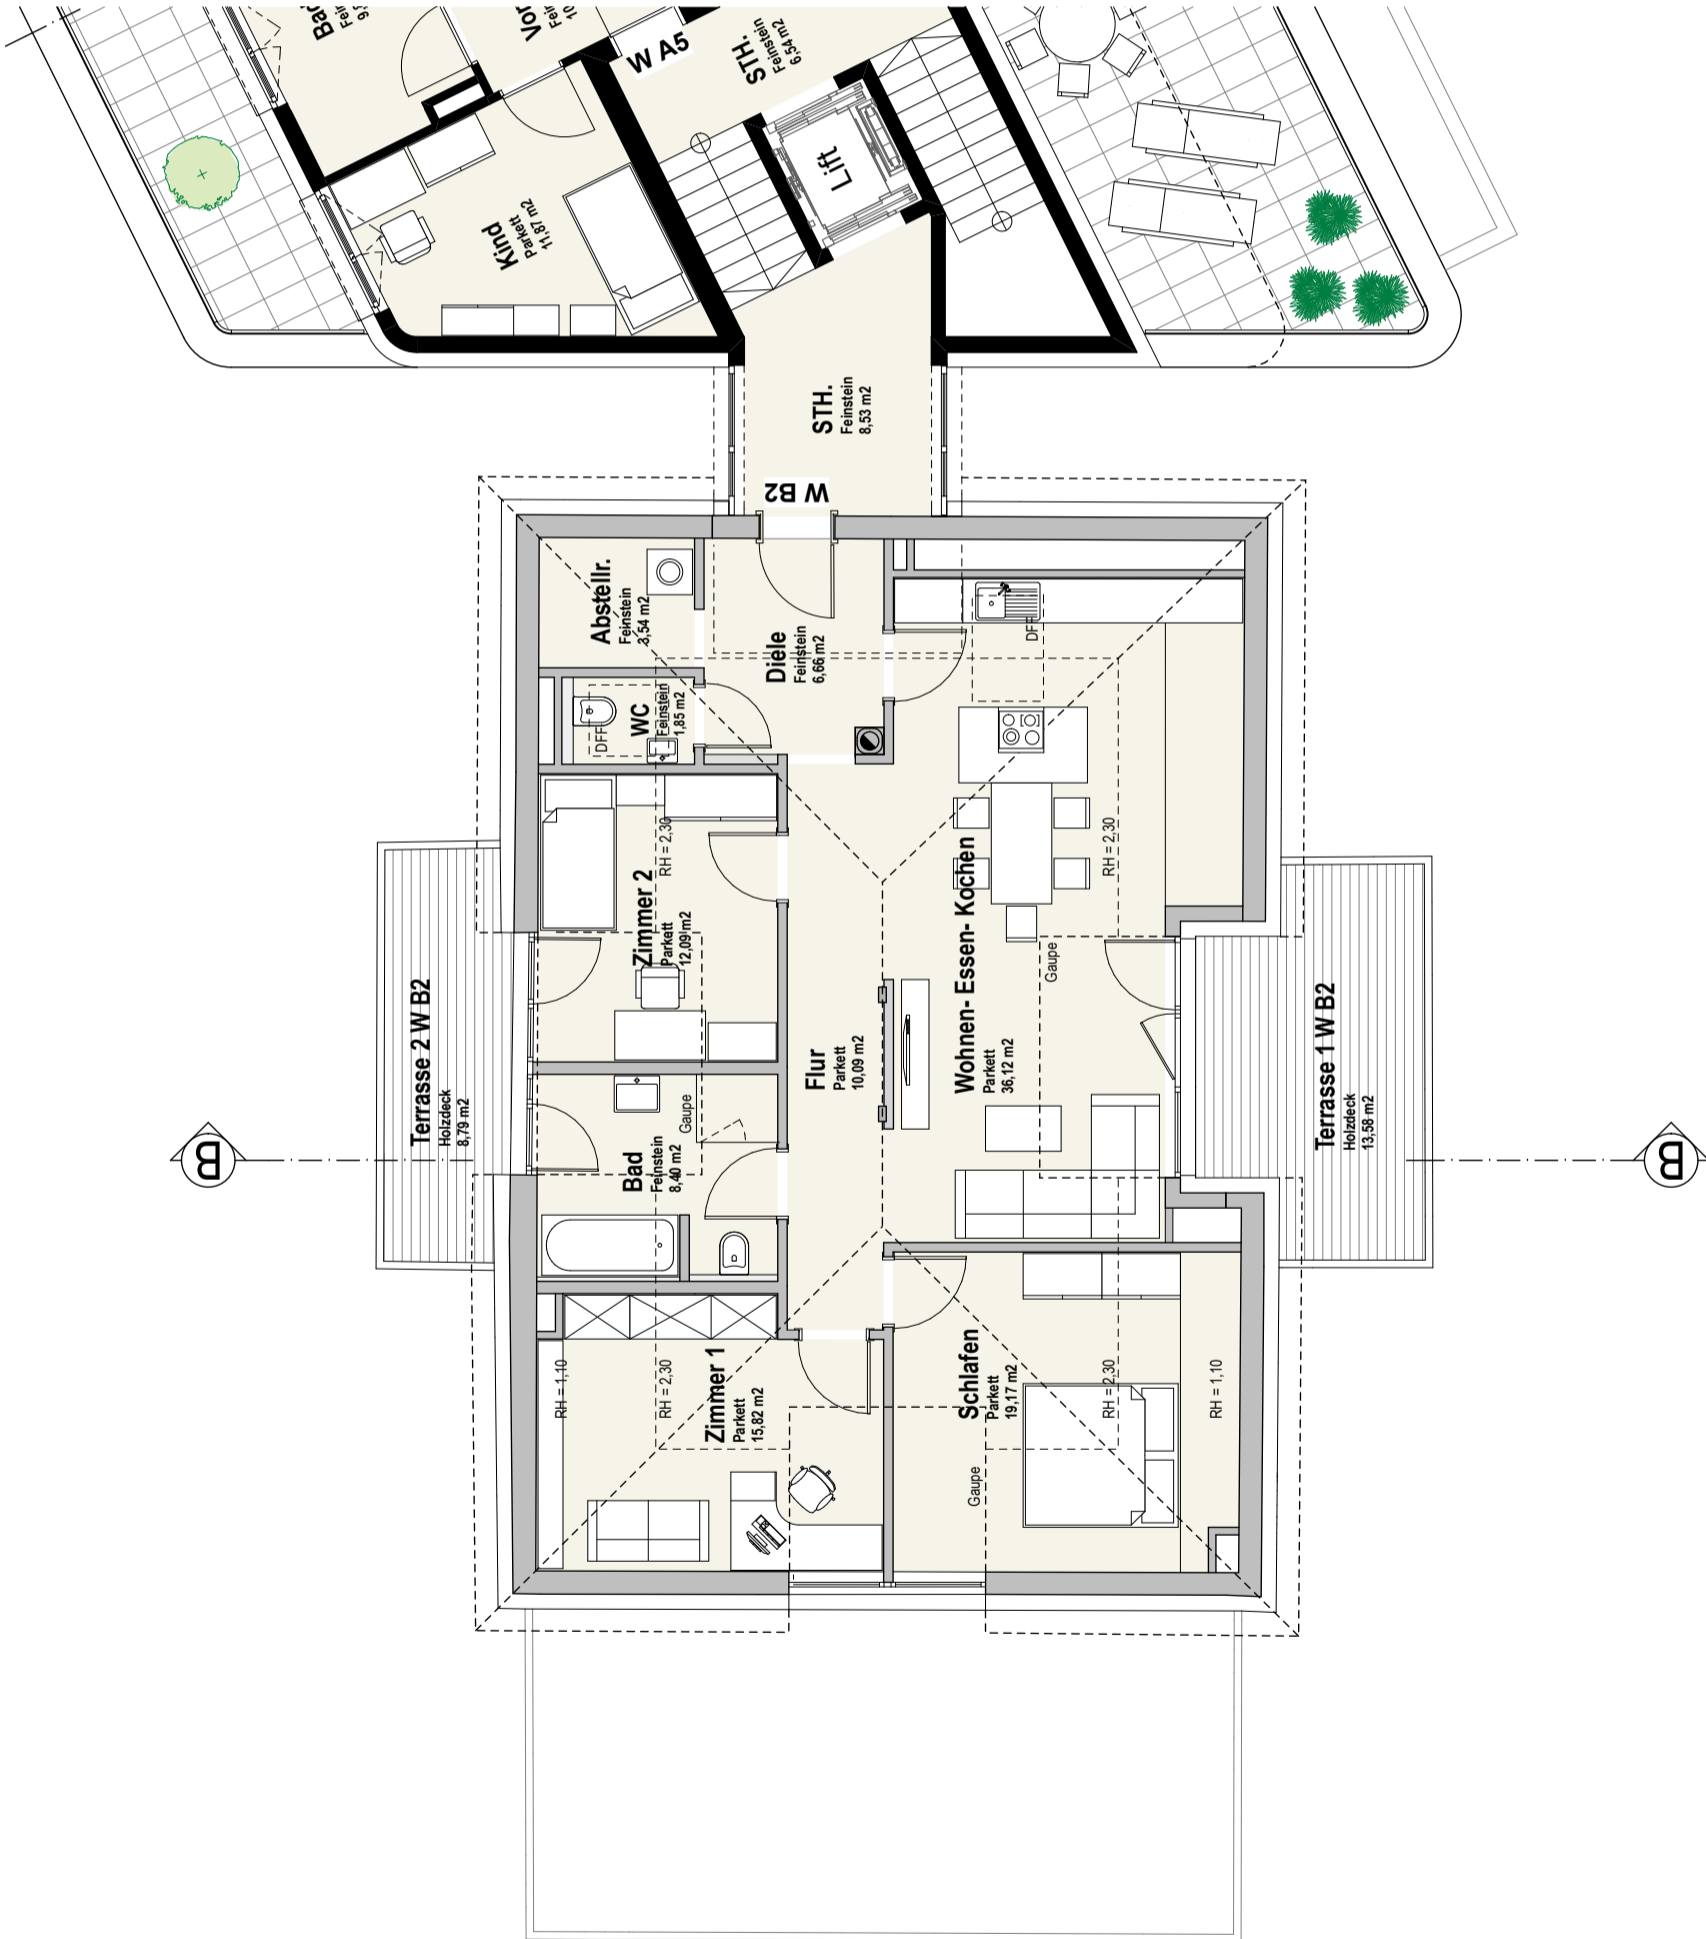 Kind
Parkett
11,87 m2
W A5
STH.
Feinstein
6,54 m2
Lift
STH.
Feinstein
8,53 m2
W B2
Abstellr.
Feinstein
3,54 m2
Diele
Feinstein
6,66 m2
DFF
WC
Feinstein
1,85 m2
DFF
Zimmer 2
Parkett
12,09 m2
RH = 2,30
Wohnen- Essen- Kochen
Parkett
36,12 m2
RH = 2,30
Gaupe
Flur
Parkett
10,09 m2
Terrasse 2 W B2
Holzdeck
8,79 m2
Terrasse 1 W B2
Holzdeck
13,58 m2
Bad
Feinstein
8,40 m2
Gaupe
B
B
Zimmer 1
Parkett
15,82 m2
RH = 1,10
RH = 2,30
Schlafen
Parkett
19,17 m2
RH = 2,30
RH = 1,10
Gaupe